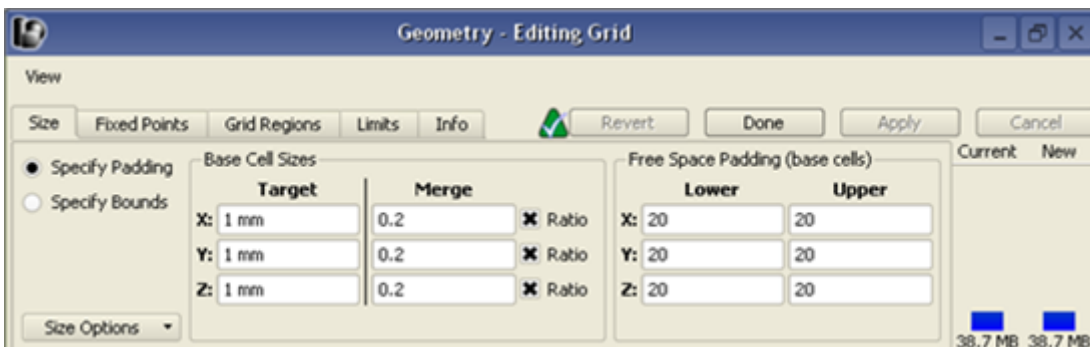 Geometry - Editing Grid
View
Size Fixed Points Grid Regions Limits Info Revert Done Apply Cancel
Specify Padding Base Cell Sizes Free Space Padding (base cells) Current New
Specify Bounds Target Merge Lower Upper
X: 1 mm 0.2 Ratio X: 20 20
Y: 1 mm 0.2 Ratio Y: 20 20
Z: 1 mm 0.2 Ratio Z: 20 20
Size Options 38.7 MB 38.7 MB